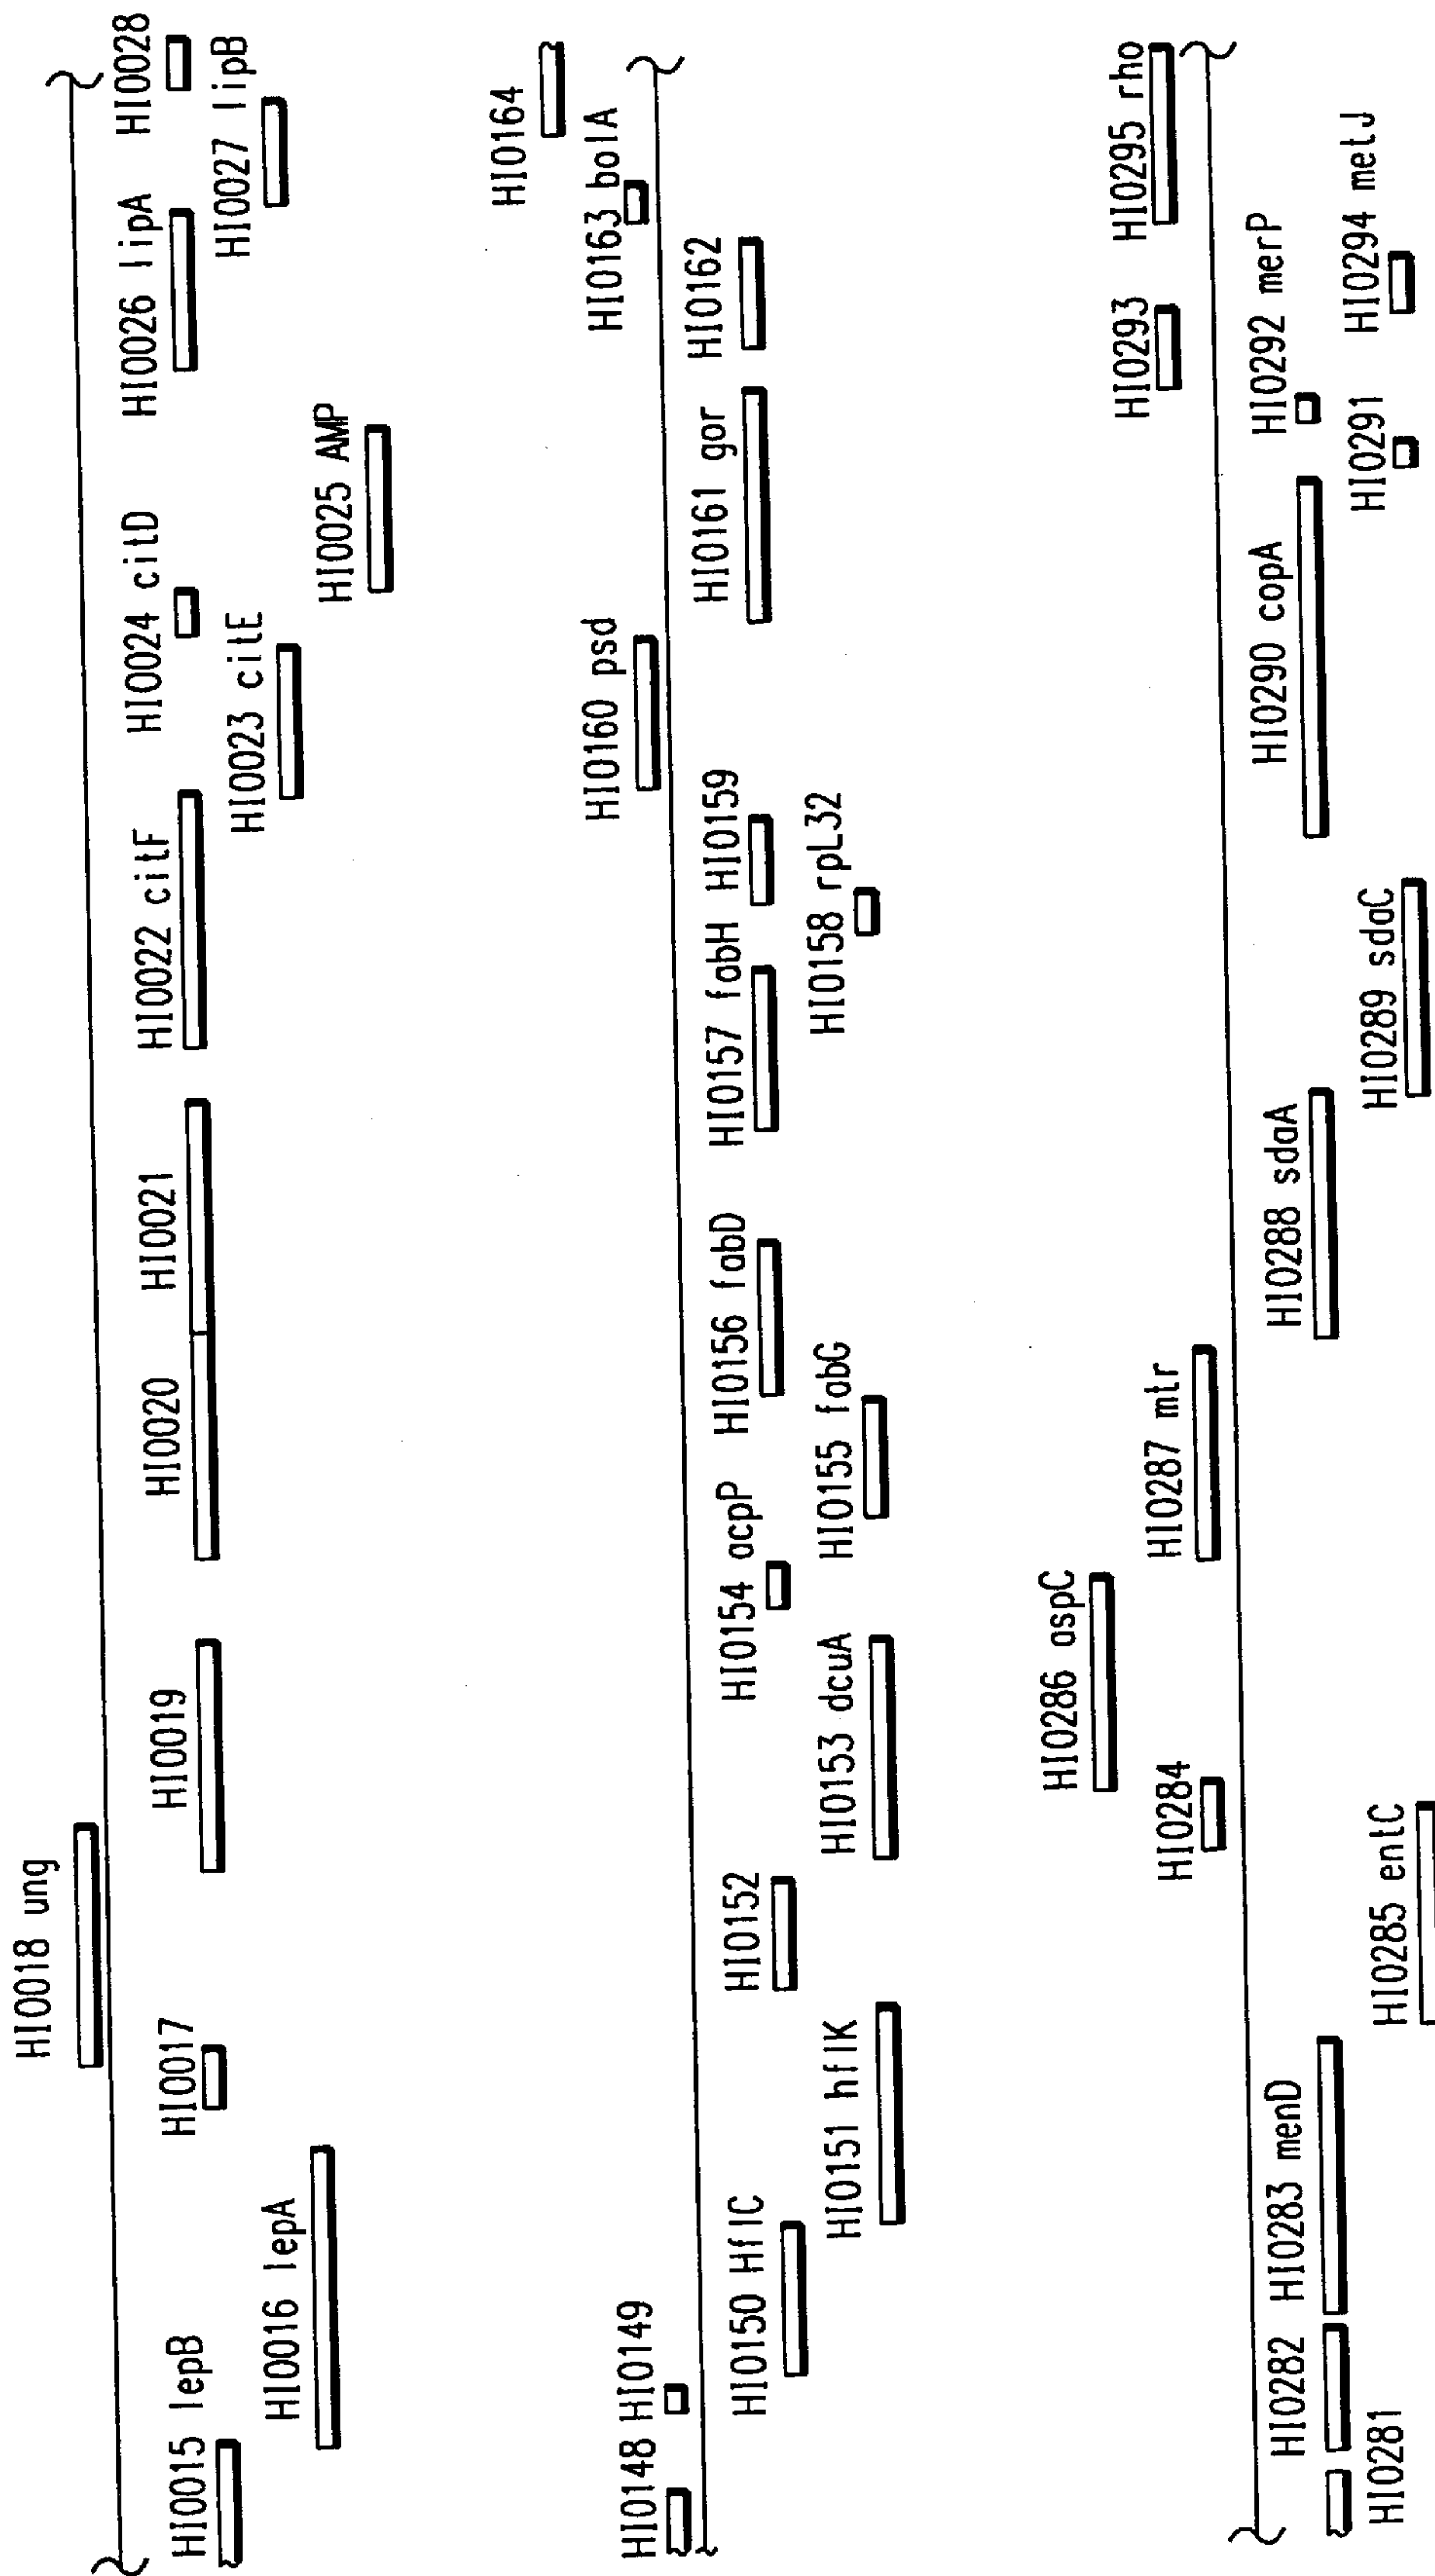 HI0015 lepB
HI0016 lepA
HI0017
HI0018 ung
HI0019
HI0020
HI0021
HI0022 citF
HI0023 citE
HI0024 citD
HI0025 AMP
HI0026 lipA
HI0027 lipB
HI0028
HI0148
HI0149
HI0150 HflC
HI0151 hflK
HI0152
HI0153 dcuA
HI0154 acpP
HI0155 fabG
HI0156 fabD
HI0157 fabH
HI0158 rpL32
HI0159
HI0160 psd
HI0161 gor
HI0162
HI0163 bolA
HI0164
HI0281
HI0282
HI0283 menD
HI0284
HI0285 entC
HI0286 aspC
HI0287 mtr
HI0288 sdaA
HI0289 sdaC
HI0290 copA
HI0291
HI0292 merP
HI0293
HI0294 metJ
HI0295 rho